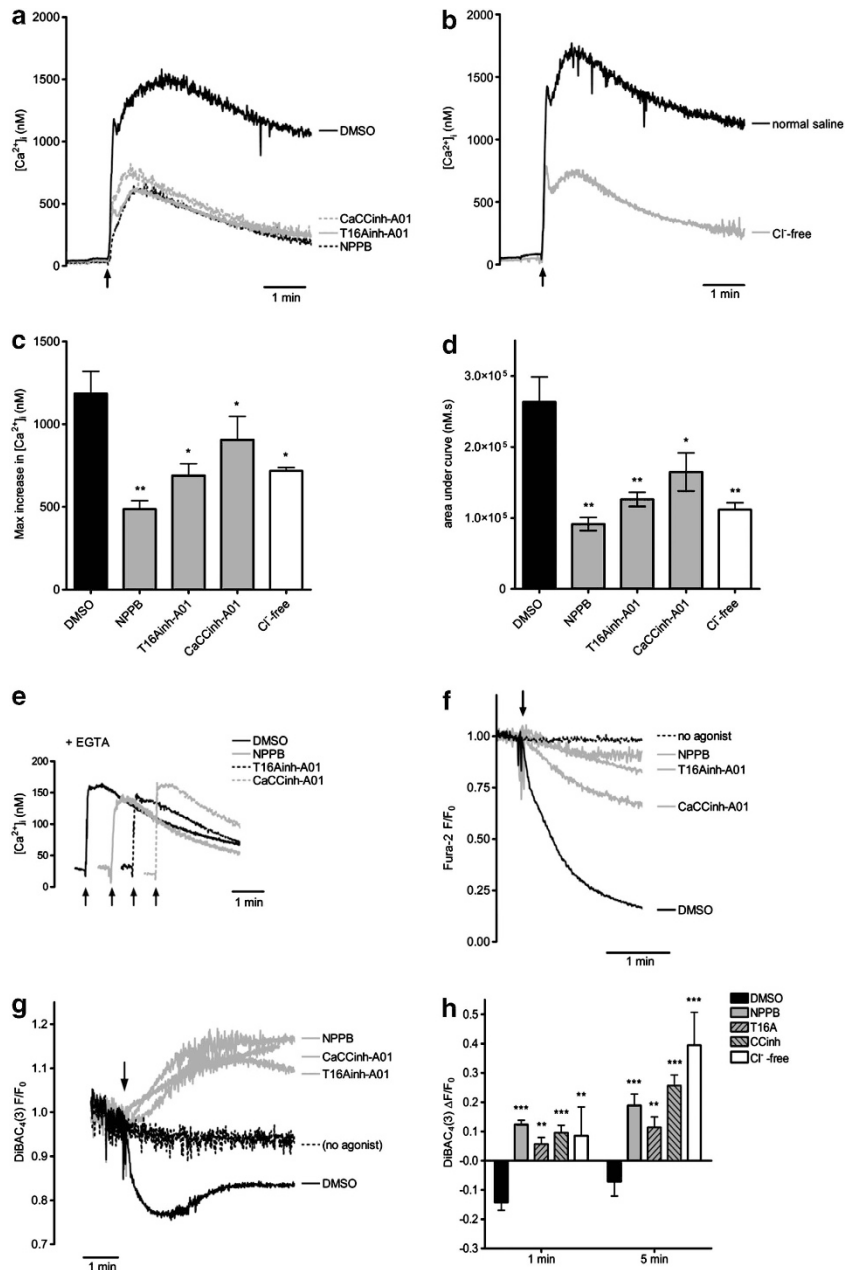 a
2000
1500
1000
500
0
[Ca²⁺]i (nM)
DMSO
CaCCinh-A01
T16Ainh-A01
NPPB
1 min
b
2000
1500
1000
500
0
[Ca²⁺]i (nM)
normal saline
Cl⁻-free
1 min
c
1500
1000
500
0
Max increase in [Ca²⁺]i (nM)
**
*
*
*
DMSO
NPPB
T16Ainh-A01
CaCCinh-A01
Cl⁻-free
d
3.0×10⁵
2.0×10⁵
1.0×10⁵
0
area under curve (nM.s)
**
**
*
**
DMSO
NPPB
T16Ainh-A01
CaCCinh-A01
Cl⁻-free
e
+ EGTA
DMSO
NPPB
T16Ainh-A01
CaCCinh-A01
200
150
100
50
0
[Ca²⁺]i (nM)
1 min
f
1.00
0.75
0.50
0.25
0.00
Fura-2 F/F₀
no agonist
NPPB
T16Ainh-A01
CaCCinh-A01
DMSO
1 min
g
1.2
1.1
1.0
0.9
0.8
0.7
DiBAC₄(3) F/F₀
NPPB
CaCCinh-A01
T16Ainh-A01
(no agonist)
DMSO
1 min
h
DMSO
NPPB
T16A
CCinh
Cl⁻ -free
0.5
0.4
0.3
0.2
0.1
-0.0
-0.1
-0.2
-0.3
DiBAC₄(3) ΔF/F₀
***
**
***
**
***
**
***
***
1 min
5 min